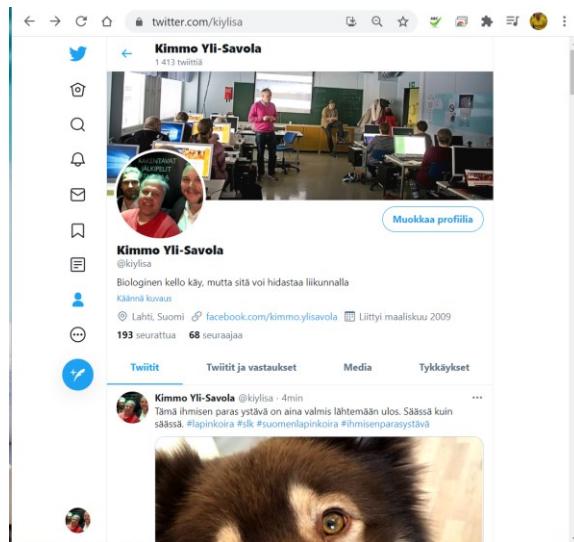 twitter.com/kiylisa
Kimmo Yli-Savola
1 413 twiittiä
RAKENTAVAT
JÄLKIPELIT
Muokkaa profiilia
Kimmo Yli-Savola
@kiylisa
Biologinen kello käy, mutta sitä voi hidastaa liikunnalla
Käännä kuvaus
Lahti, Suomi facebook.com/kimmo.ylisavola Liittyi maaliskuu 2009
193 seurattua 68 seuraajaa
Twiitit Twiitit ja vastaukset Media Tykkäykset
Kimmo Yli-Savola @kiylisa · 4min
Tämä ihmisen paras ystävä on aina valmis lähtemään ulos. Säässä kuin
säässä. #lapinkoira #slk #suomenlapinkoira #ihmisenparasystävä